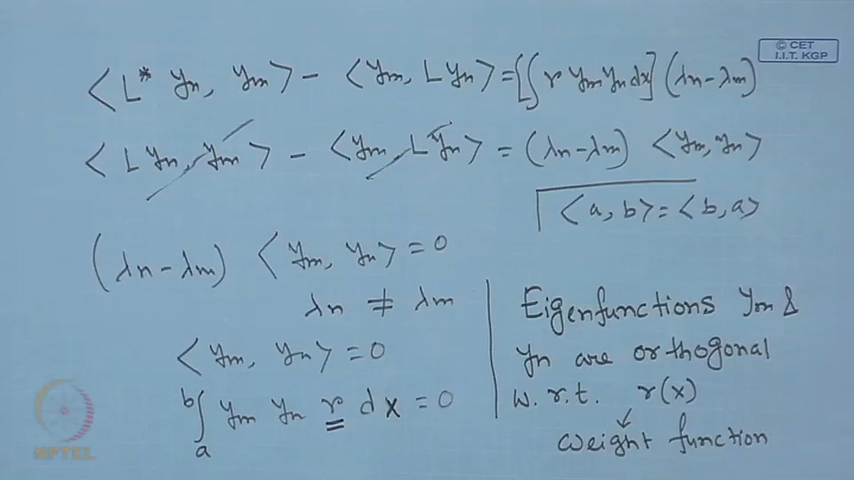 © CET
I.I.T. KGP
⟨L* yn, ym⟩ − ⟨ym, L yn⟩ = [∫ r ym yn dx] (λn − λm)
⟨L yn, ym⟩ − ⟨ym, L yn⟩ = (λn − λm) ⟨ym, yn⟩
⟨a, b⟩ = ⟨b, a⟩
(λn − λm) ⟨ym, yn⟩ = 0
λn ≠ λm
⟨ym, yn⟩ = 0
∫_a^b ym yn r dx = 0
Eigenfunctions ym &
yn are orthogonal
w.r.t. r(x)
weight function
NPTEL